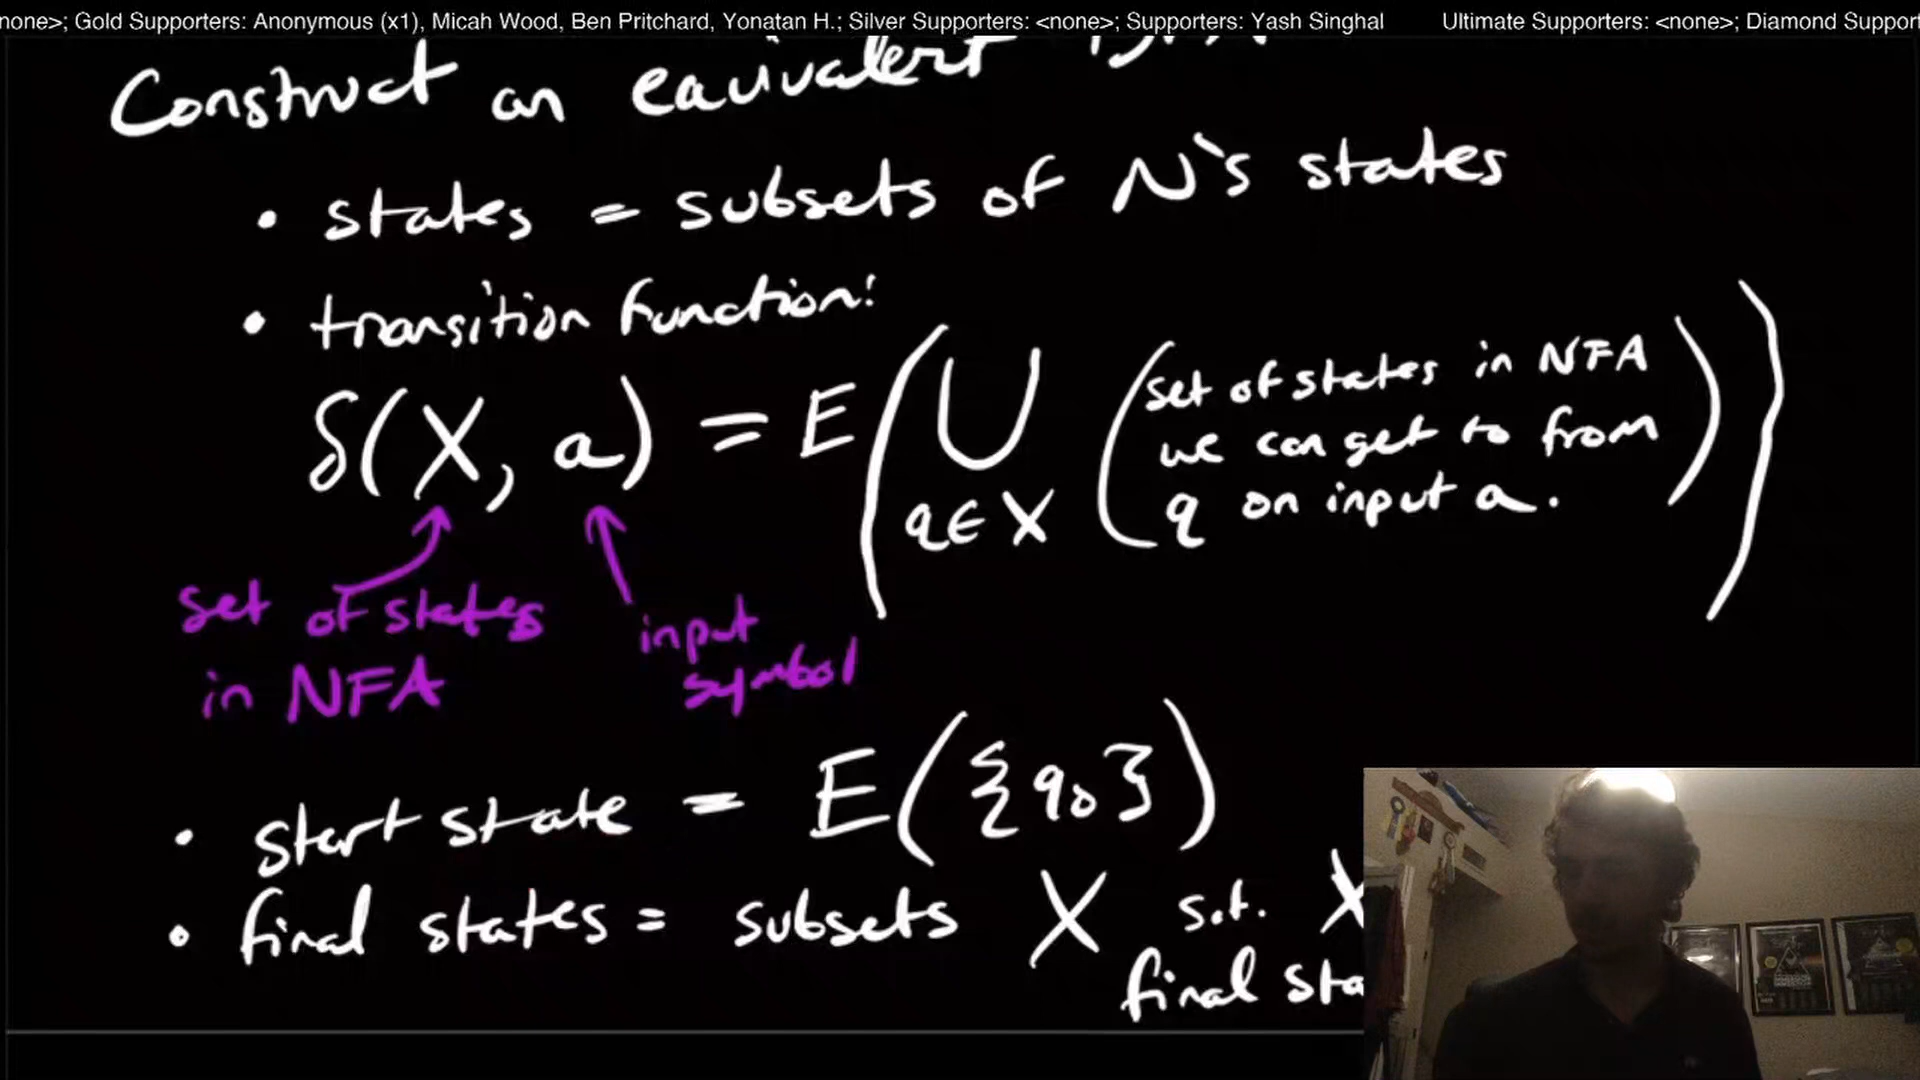 none>; Gold Supporters: Anonymous (x1), Micah Wood, Ben Pritchard, Yonatan H.; Silver Supporters: <none>; Supporters: Yash Singhal Ultimate Supporters: <none>; Diamond Suppor
Construct an equivalent
• states = subsets of N's states
• transition function:
δ(X, a) = E(⋃ q∈X (set of states in NFA
we can get to from
q on input a.))
set of states
in NFA
input
symbol
• start state = E({q₀})
• final states = subsets X s.t. X
final sta